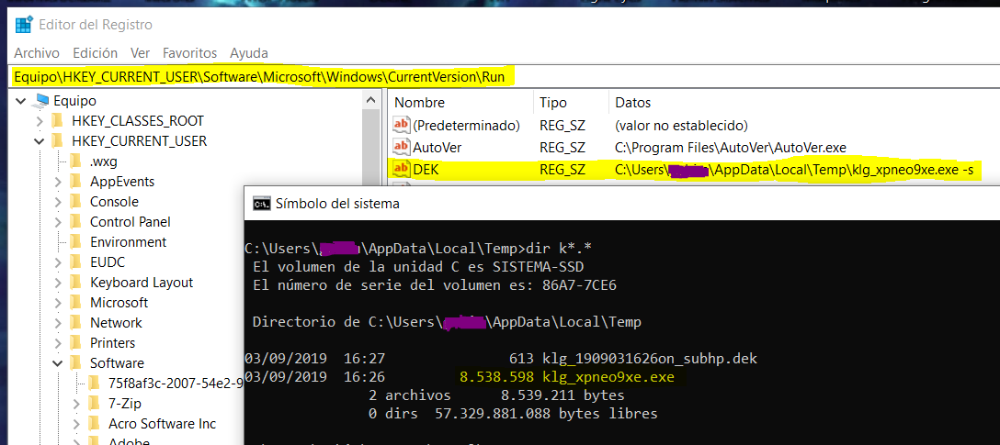 Editor del Registro
Archivo Edición Ver Favoritos Ayuda
Equipo\HKEY_CURRENT_USER\Software\Microsoft\Windows\CurrentVersion\Run
Equipo
HKEY_CLASSES_ROOT
HKEY_CURRENT_USER
.wxg
AppEvents
Console
Control Panel
Environment
EUDC
Keyboard Layout
Microsoft
Network
Printers
Software
75f8af3c-2007-54e2-9
7-Zip
Acro Software Inc
Adobe
Nombre Tipo Datos
(Predeterminado) REG_SZ (valor no establecido)
AutoVer REG_SZ C:\Program Files\AutoVer\AutoVer.exe
DEK REG_SZ C:\Users\ \AppData\Local\Temp\klg_xpneo9xe.exe -s
Símbolo del sistema
C:\Users\ \AppData\Local\Temp>dir k*.*
El volumen de la unidad C es SISTEMA-SSD
El número de serie del volumen es: 86A7-7CE6
Directorio de C:\Users\ \AppData\Local\Temp
03/09/2019 16:27 613 klg_1909031626on_subhp.dek
03/09/2019 16:26 8.538.598 klg_xpneo9xe.exe
2 archivos 8.539.211 bytes
0 dirs 57.329.881.088 bytes libres